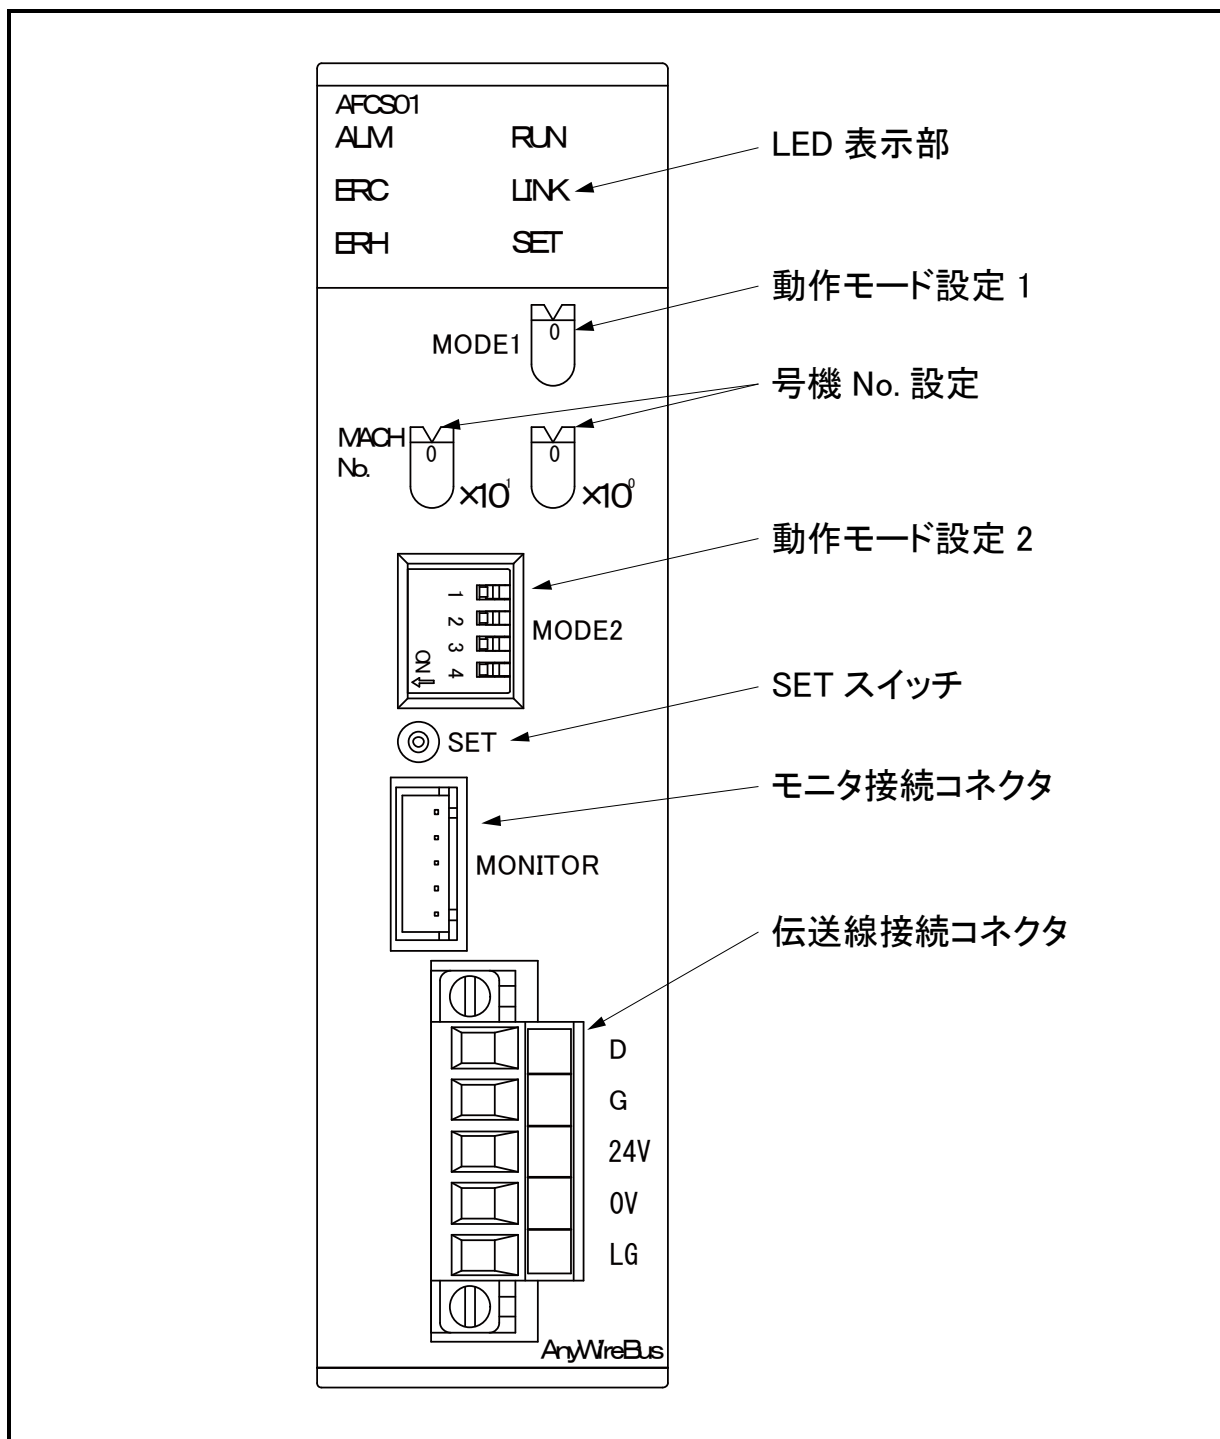 AFCS01
ALM RUN
LED 表示部
ERC LINK
ERH SET
動作モード設定 1
0
MODE1
号機 No. 設定
MACH No.
0
×10¹
0
×10⁰
動作モード設定 2
1
2
3
4
ON
MODE2
SET スイッチ
SET
モニタ接続コネクタ
MONITOR
伝送線接続コネクタ
D
G
24V
0V
LG
AnyWireBus